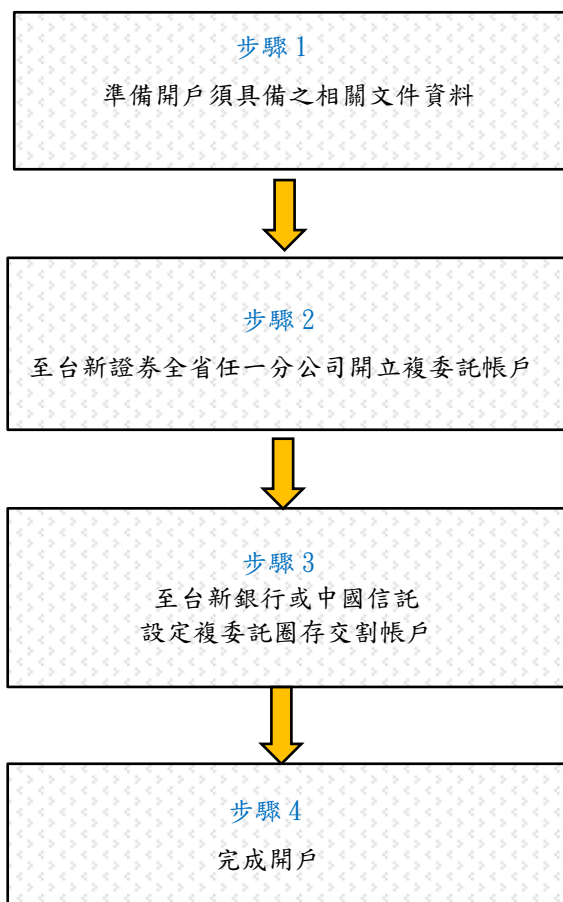 步驟 1
準備開戶須具備之相關文件資料
步驟 2
至台新證券全省任一分公司開立複委託帳戶
步驟 3
至台新銀行或中國信託
設定複委託圈存交割帳戶
步驟 4
完成開戶